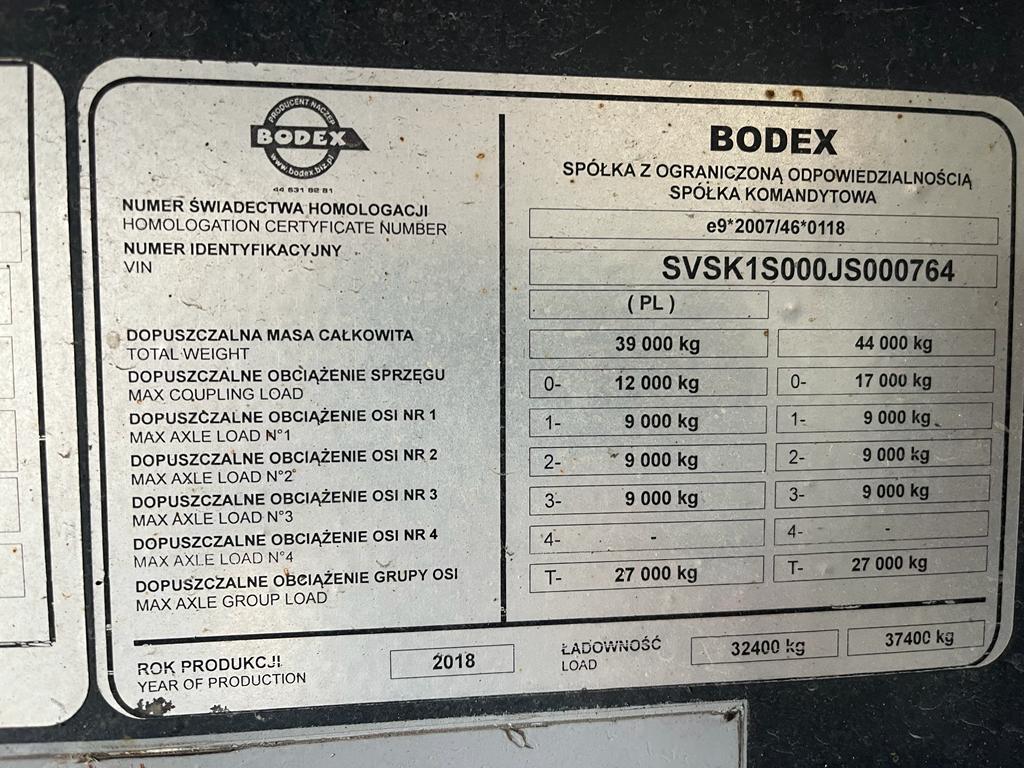 PRODUCENT NACZEP
BODEX
www.bodex.biz.pl
44 631 82 81
BODEX
SPÓŁKA Z OGRANICZONĄ ODPOWIEDZIALNOŚCIĄ
SPÓŁKA KOMANDYTOWA
NUMER ŚWIADECTWA HOMOLOGACJI
HOMOLOGATION CERTIFICATE NUMBER
e9*2007/46*0118
NUMER IDENTYFIKACYJNY
VIN
SVSK1S000JS000764
( PL )
DOPUSZCZALNA MASA CAŁKOWITA
TOTAL WEIGHT
39 000 kg 44 000 kg
DOPUSZCZALNE OBCIĄŻENIE SPRZĘGU
MAX COUPLING LOAD
0- 12 000 kg 0- 17 000 kg
DOPUSZCZALNE OBCIĄŻENIE OSI NR 1
MAX AXLE LOAD N°1
1- 9 000 kg 1- 9 000 kg
DOPUSZCZALNE OBCIĄŻENIE OSI NR 2
MAX AXLE LOAD N°2
2- 9 000 kg 2- 9 000 kg
DOPUSZCZALNE OBCIĄŻENIE OSI NR 3
MAX AXLE LOAD N°3
3- 9 000 kg 3- 9 000 kg
DOPUSZCZALNE OBCIĄŻENIE OSI NR 4
MAX AXLE LOAD N°4
4- - 4- -
DOPUSZCZALNE OBCIĄŻENIE GRUPY OSI
MAX AXLE GROUP LOAD
T- 27 000 kg T- 27 000 kg
ROK PRODUKCJI
YEAR OF PRODUCTION
2018
ŁADOWNOŚĆ
LOAD
32400 kg 37400 kg